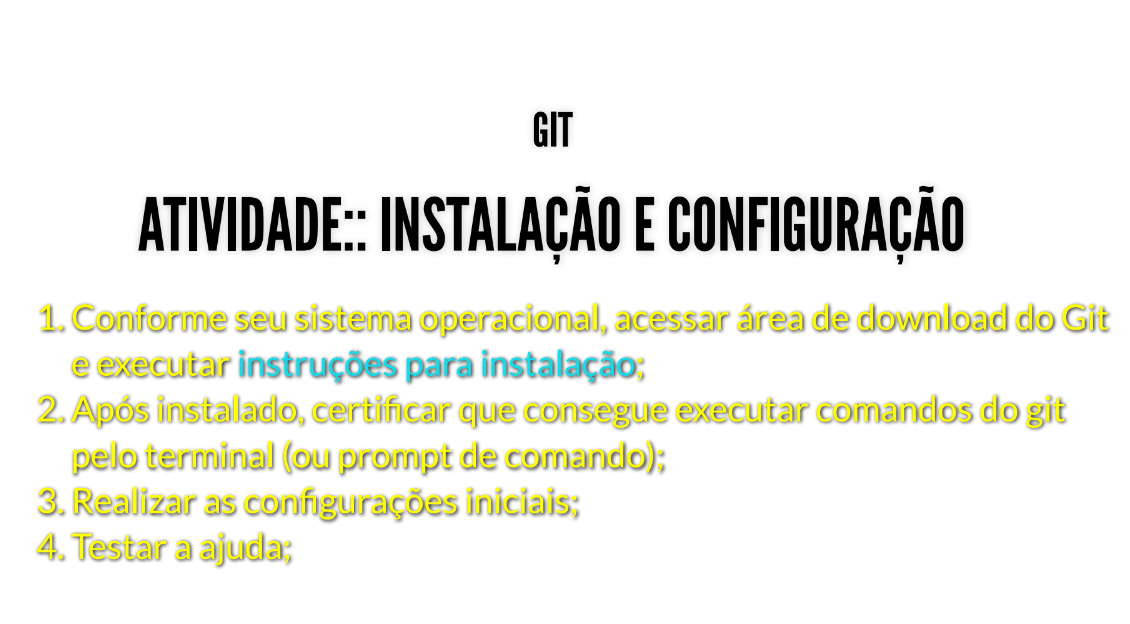 GIT
ATIVIDADE:: INSTALAÇÃO E CONFIGURAÇÃO
1. Conforme seu sistema operacional, acessar área de download do Git
e executar instruções para instalação;
2. Após instalado, certificar que consegue executar comandos do git
pelo terminal (ou prompt de comando);
3. Realizar as configurações iniciais;
4. Testar a ajuda;